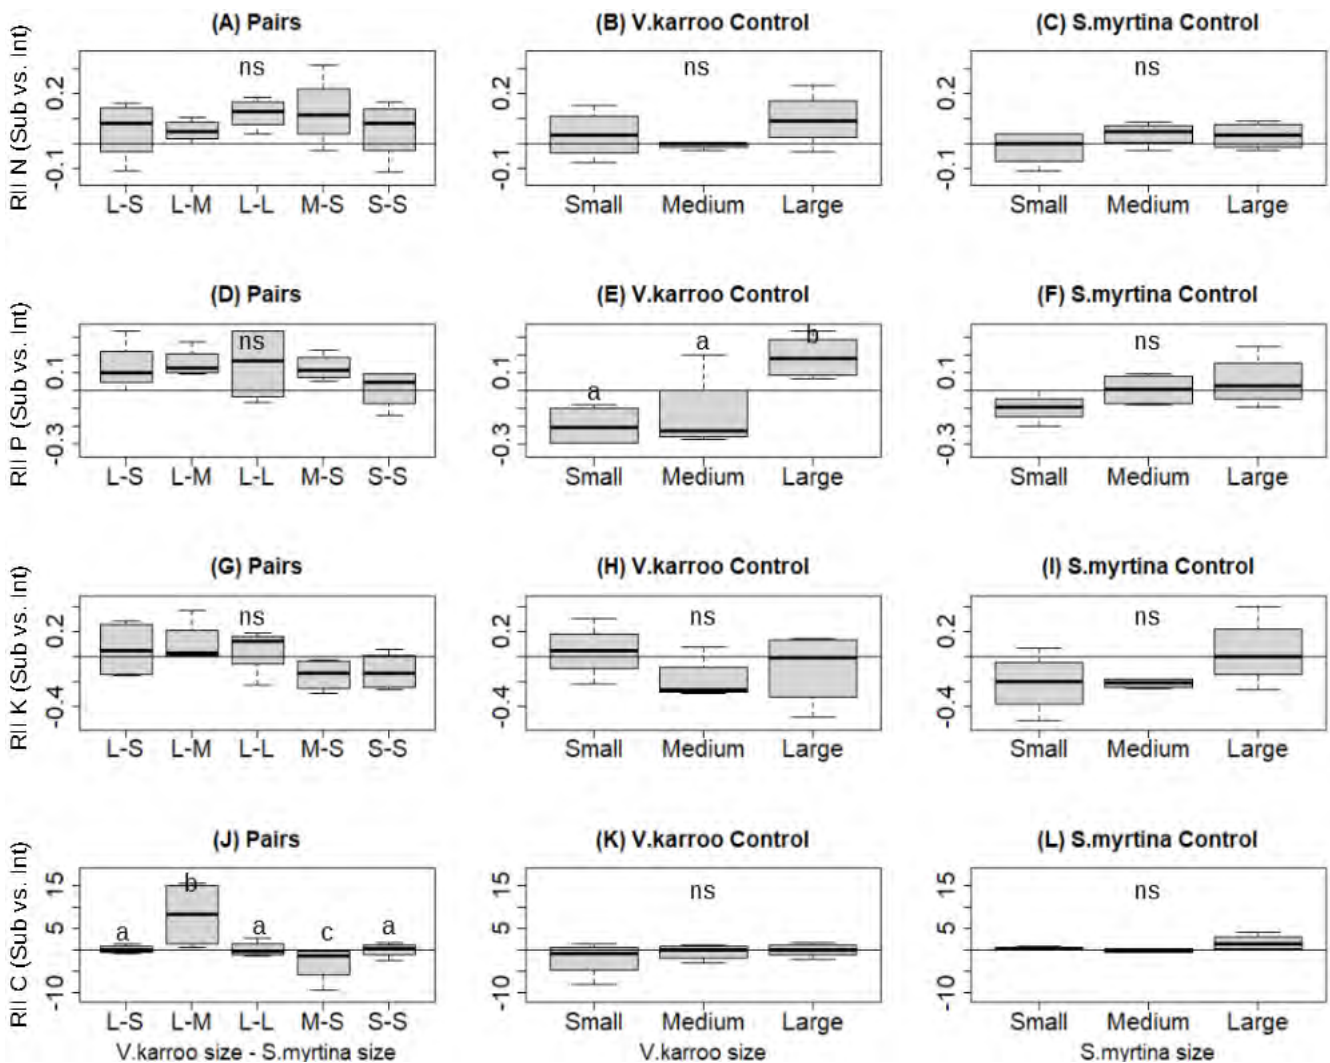 (A) Pairs
(B) V.karroo Control
(C) S.myrtina Control
RII N (Sub vs. Int)
0.2
-0.1
ns
L-S L-M L-L M-S S-S
0.2
-0.1
ns
Small Medium Large
0.2
-0.1
ns
Small Medium Large
(D) Pairs
(E) V.karroo Control
(F) S.myrtina Control
RII P (Sub vs. Int)
0.1
-0.3
ns
L-S L-M L-L M-S S-S
0.1
-0.3
a a b
Small Medium Large
0.1
-0.3
ns
Small Medium Large
(G) Pairs
(H) V.karroo Control
(I) S.myrtina Control
RII K (Sub vs. Int)
0.2
-0.4
ns
L-S L-M L-L M-S S-S
0.2
-0.4
ns
Small Medium Large
0.2
-0.4
ns
Small Medium Large
(J) Pairs
(K) V.karroo Control
(L) S.myrtina Control
RII C (Sub vs. Int)
15
5
-10
a b a c a
L-S L-M L-L M-S S-S
V.karroo size - S.myrtina size
15
5
-10
ns
Small Medium Large
V.karroo size
15
5
-10
ns
Small Medium Large
S.myrtina size